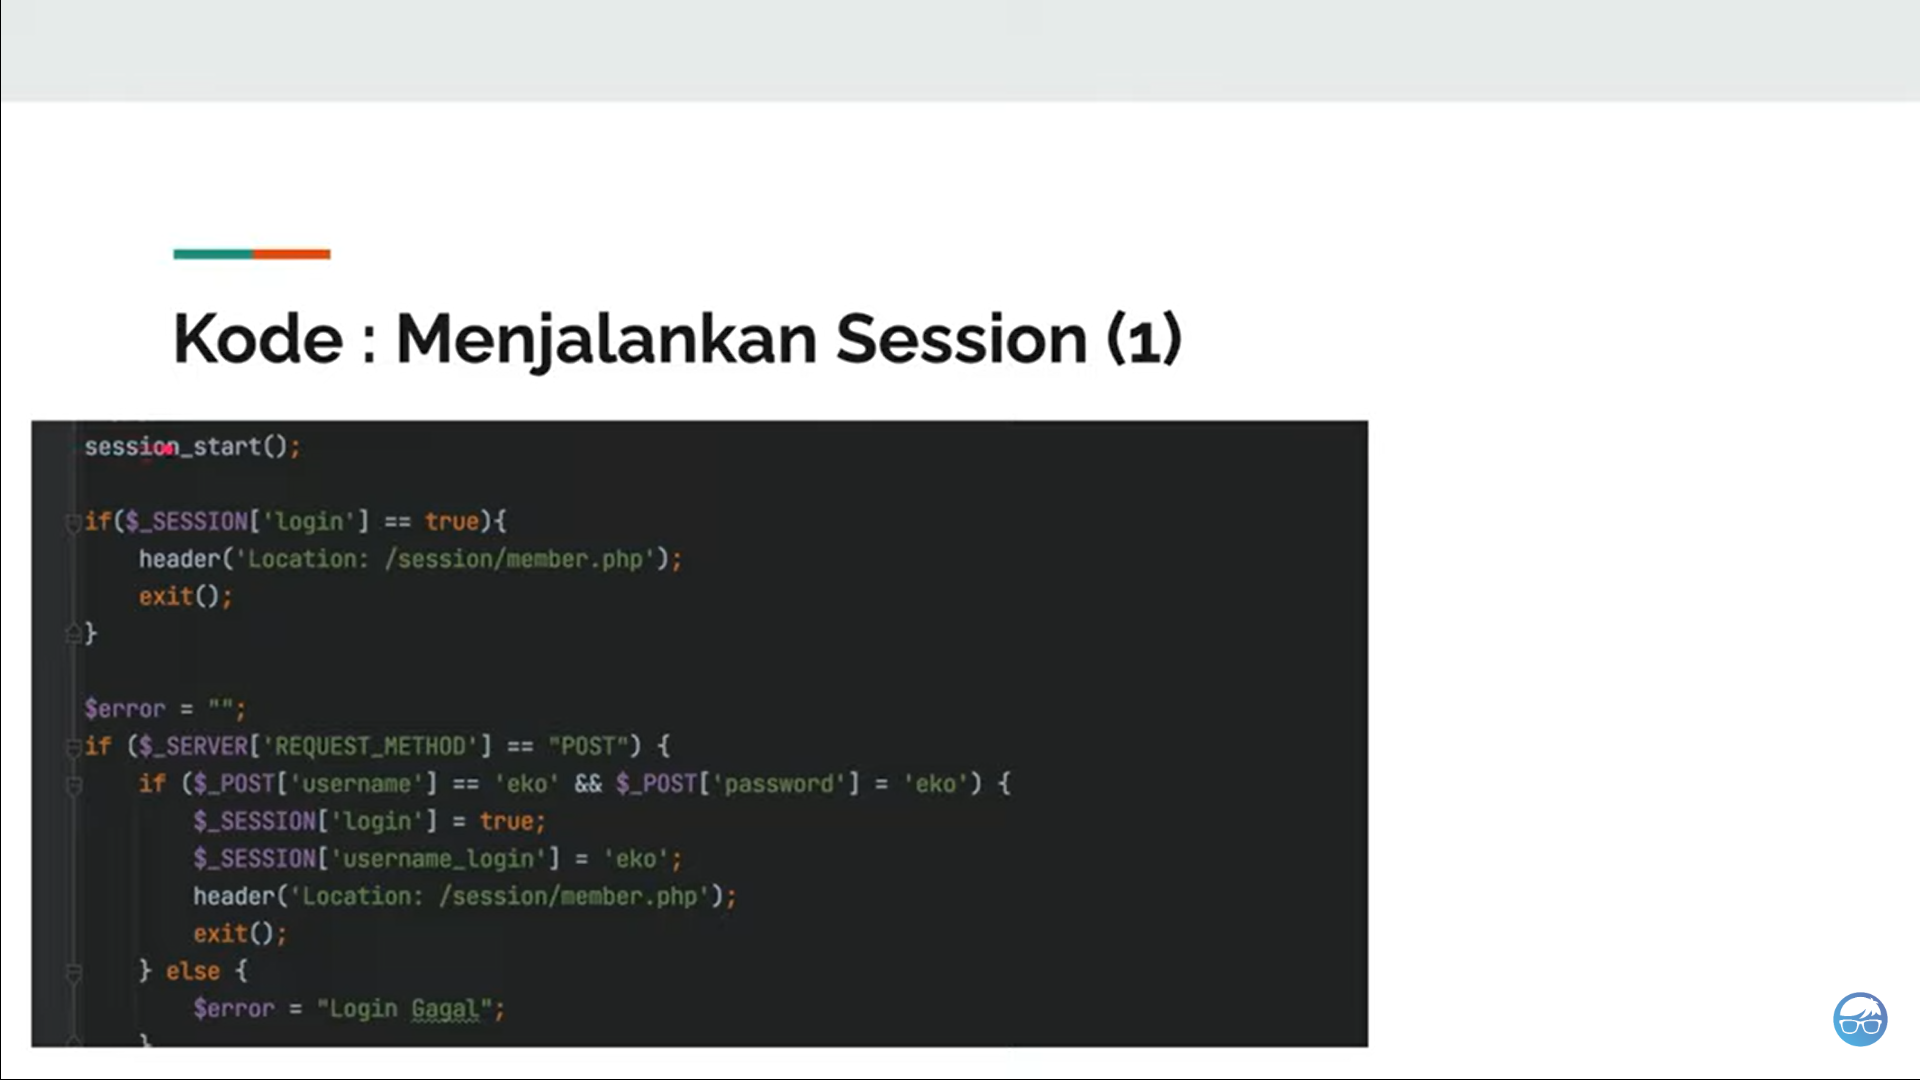 Kode : Menjalankan Session (1)
session_start();
if($_SESSION['login'] == true){
    header('Location: /session/member.php');
    exit();
}
$error = "";
if ($_SERVER['REQUEST_METHOD'] == "POST") {
    if ($_POST['username'] == 'eko' && $_POST['password'] = 'eko') {
        $_SESSION['login'] = true;
        $_SESSION['username_login'] = 'eko';
        header('Location: /session/member.php');
        exit();
    } else {
        $error = "Login Gagal";
    }